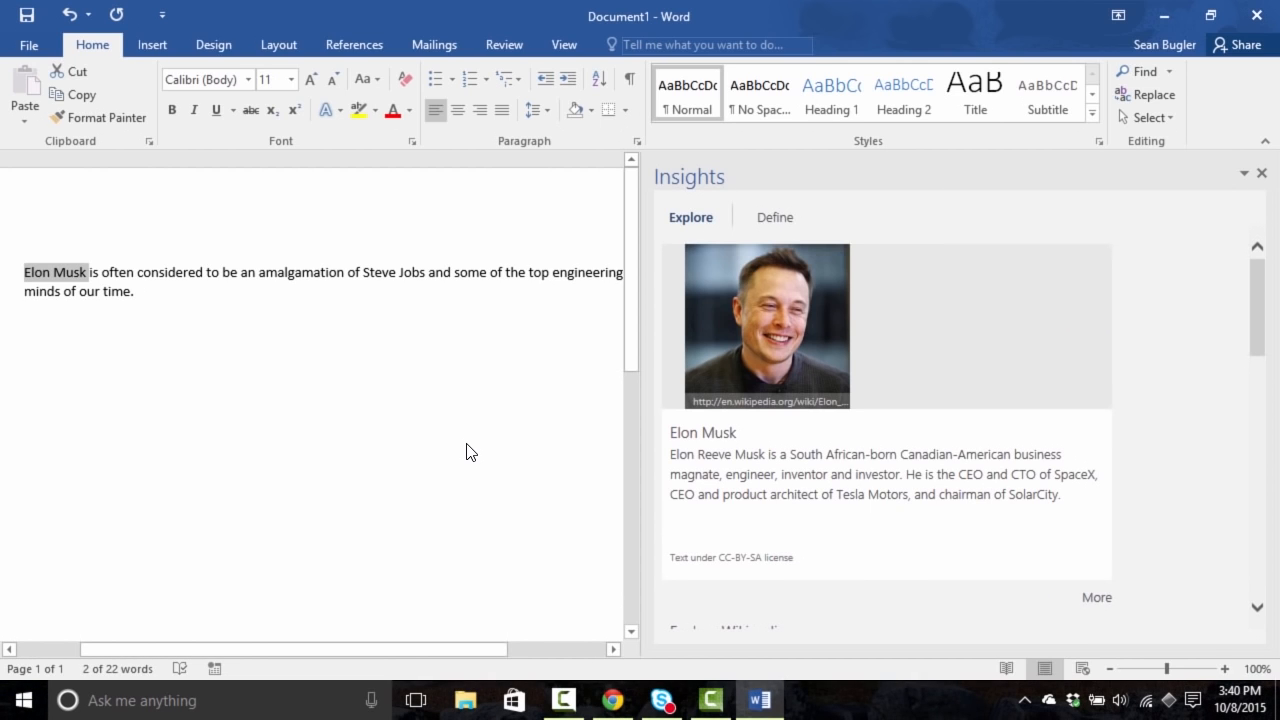 Document1 - Word
File Home Insert Design Layout References Mailings Review View Tell me what you want to do... Sean Bugler Share
Paste
Cut
Copy
Format Painter
Clipboard
Calibri (Body) 11 Aa
B I U abc x₂ x² A ab A
Font
Paragraph
AaBbCcDc AaBbCcDc AaBbCc AaBbCcE AaB AaBbCcD
¶ Normal ¶ No Spac... Heading 1 Heading 2 Title Subtitle
Styles
Find
Replace
Select
Editing
Elon Musk is often considered to be an amalgamation of Steve Jobs and some of the top engineering
minds of our time.
Insights
Explore Define
http://en.wikipedia.org/wiki/Elon_...
Elon Musk
Elon Reeve Musk is a South African-born Canadian-American business
magnate, engineer, inventor and investor. He is the CEO and CTO of SpaceX,
CEO and product architect of Tesla Motors, and chairman of SolarCity.
Text under CC-BY-SA license
More
Page 1 of 1 2 of 22 words 100%
Ask me anything
3:40 PM
10/8/2015